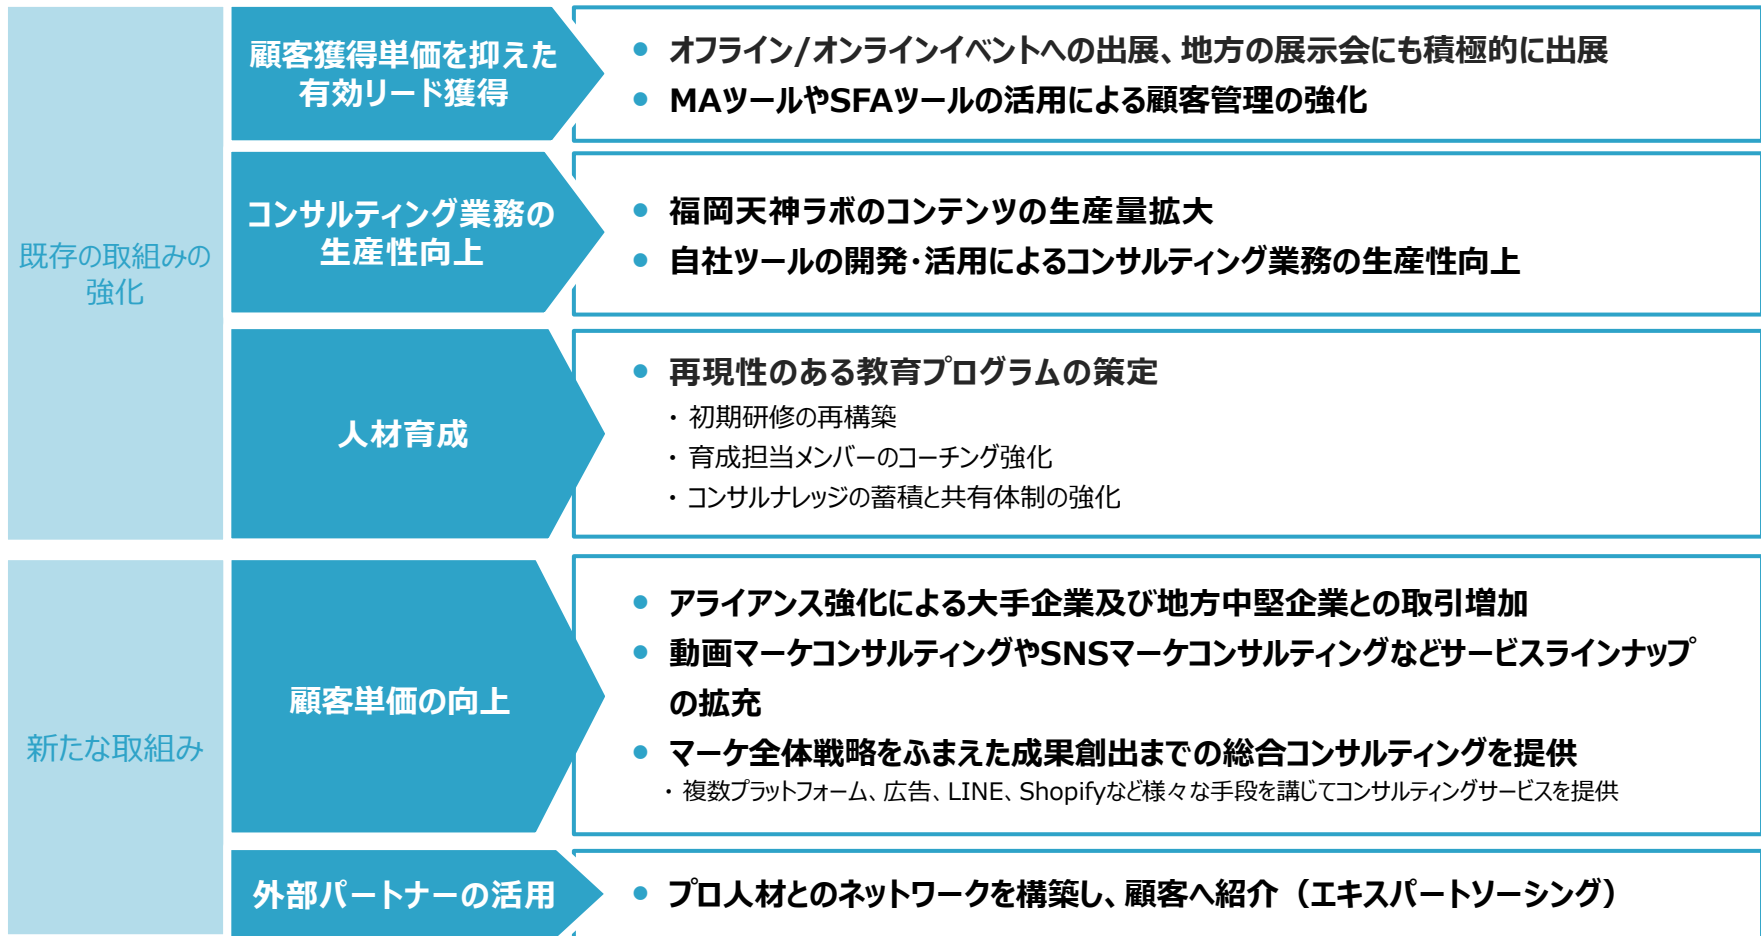 既存の取組みの
強化
顧客獲得単価を抑えた
有効リード獲得
● オフライン/オンラインイベントへの出展、地方の展示会にも積極的に出展
● MAツールやSFAツールの活用による顧客管理の強化
コンサルティング業務の
生産性向上
● 福岡天神ラボのコンテンツの生産量拡大
● 自社ツールの開発・活用によるコンサルティング業務の生産性向上
人材育成
● 再現性のある教育プログラムの策定
・ 初期研修の再構築
・ 育成担当メンバーのコーチング強化
・ コンサルナレッジの蓄積と共有体制の強化
新たな取組み
顧客単価の向上
● アライアンス強化による大手企業及び地方中堅企業との取引増加
● 動画マーケコンサルティングやSNSマーケコンサルティングなどサービスラインナップ
の拡充
● マーケ全体戦略をふまえた成果創出までの総合コンサルティングを提供
・ 複数プラットフォーム、広告、LINE、Shopifyなど様々な手段を講じてコンサルティングサービスを提供
外部パートナーの活用
● プロ人材とのネットワークを構築し、顧客へ紹介（エキスパートソーシング）